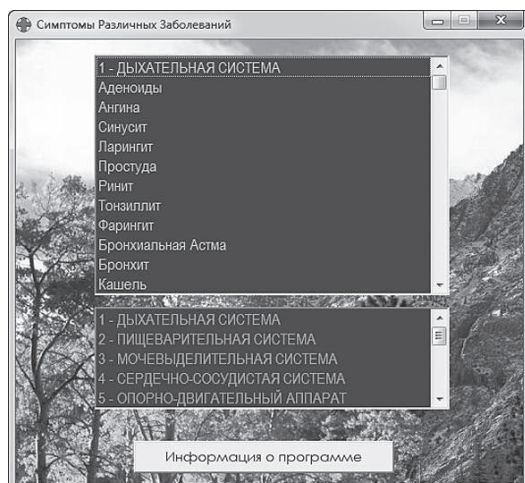 Симптомы Различных Заболеваний
1 - ДЫХАТЕЛЬНАЯ СИСТЕМА
Аденоиды
Ангина
Синусит
Ларингит
Простуда
Ринит
Тонзиллит
Фарингит
Бронхиальная Астма
Бронхит
Кашель
1 - ДЫХАТЕЛЬНАЯ СИСТЕМА
2 - ПИЩЕВАРИТЕЛЬНАЯ СИСТЕМА
3 - МОЧЕВЫДЕЛИТЕЛЬНАЯ СИСТЕМА
4 - СЕРДЕЧНО-СОСУДИСТАЯ СИСТЕМА
5 - ОПОРНО-ДВИГАТЕЛЬНЫЙ АППАРАТ
Информация о программе